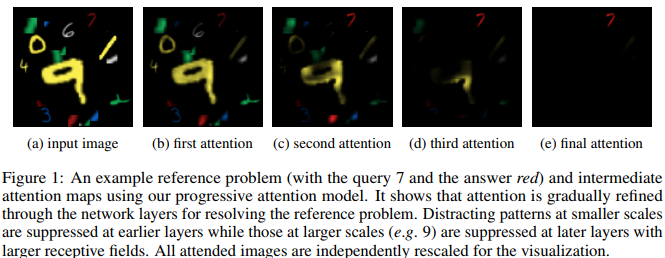 (a) input image (b) first attention (c) second attention (d) third attention (e) final attention
Figure 1: An example reference problem (with the query 7 and the answer red) and intermediate
attention maps using our progressive attention model. It shows that attention is gradually refined
through the network layers for resolving the reference problem. Distracting patterns at smaller scales
are suppressed at earlier layers while those at larger scales (e.g. 9) are suppressed at later layers with
larger receptive fields. All attended images are independently rescaled for the visualization.